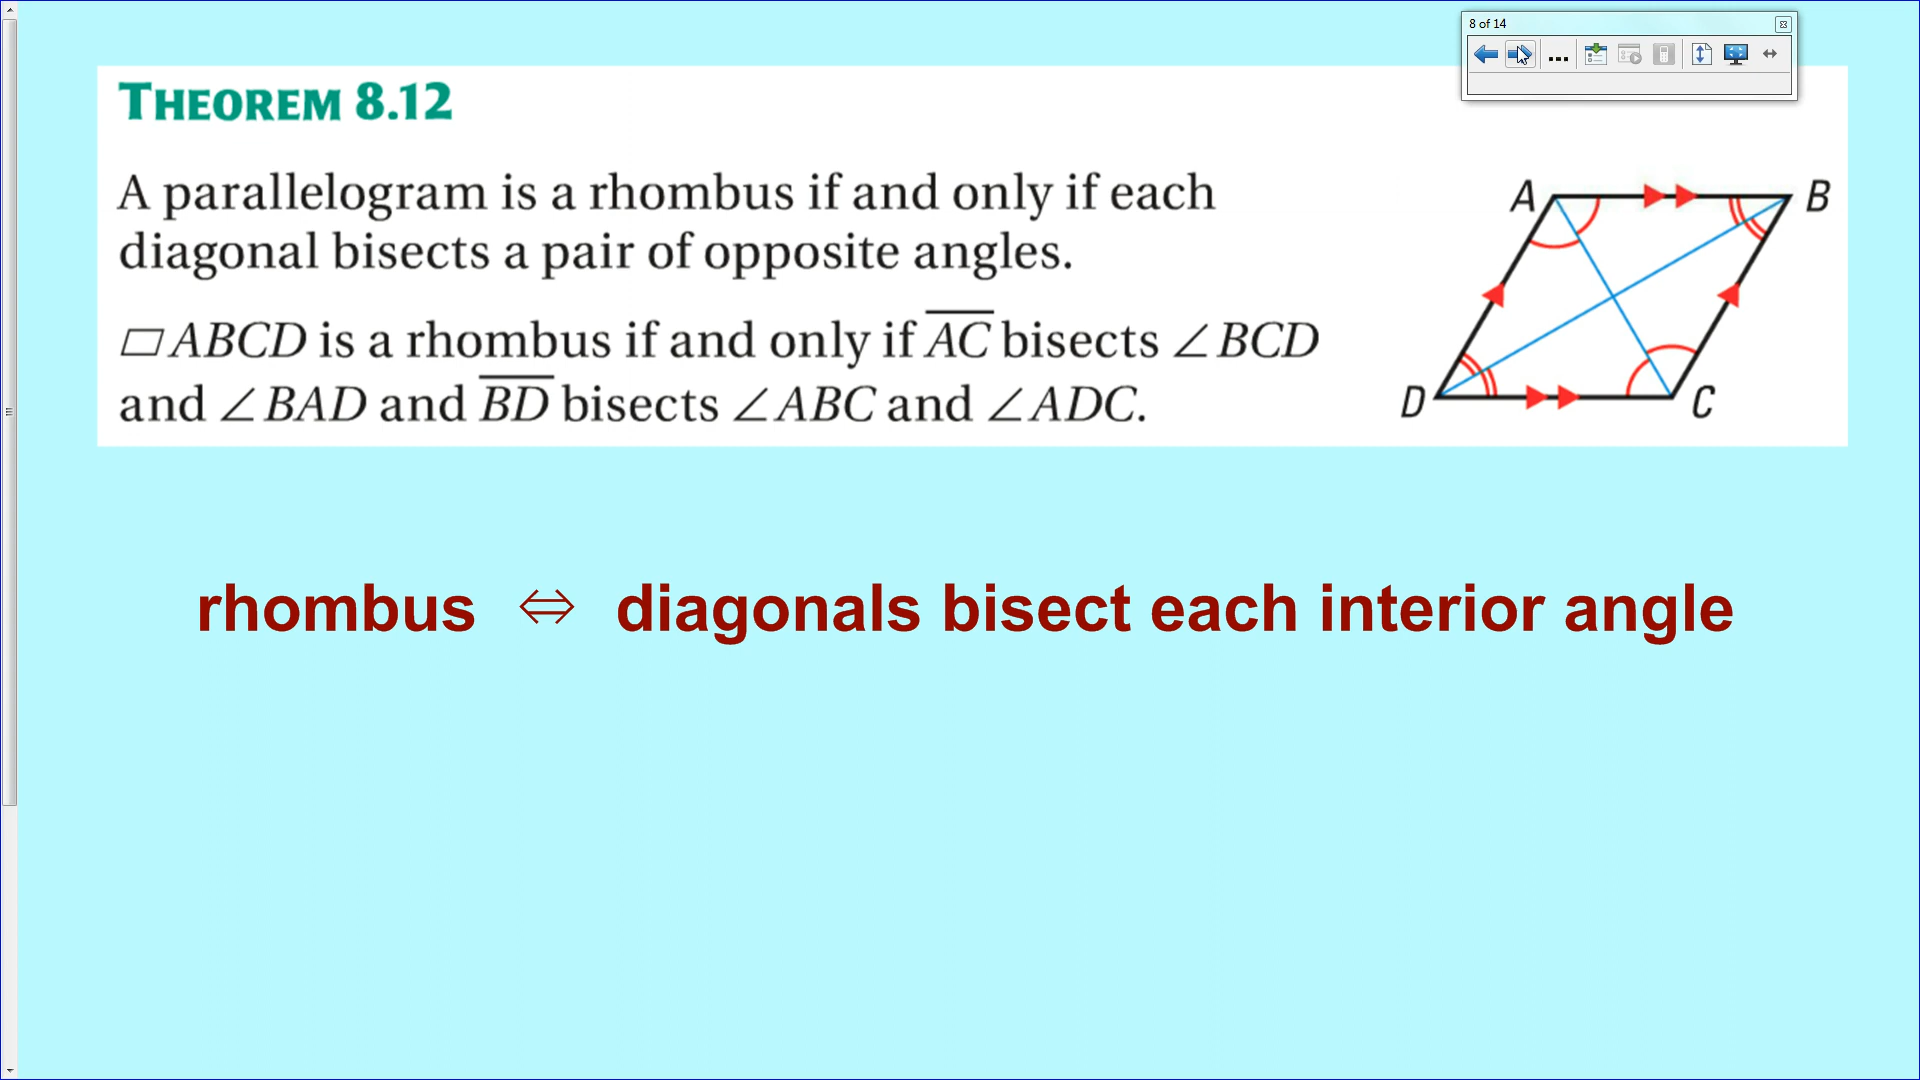 8 of 14
THEOREM 8.12
A parallelogram is a rhombus if and only if each
diagonal bisects a pair of opposite angles.
▱ABCD is a rhombus if and only if A̅C̅ bisects ∠BCD
and ∠BAD and B̅D̅ bisects ∠ABC and ∠ADC.
A
B
D
C
rhombus ⇔ diagonals bisect each interior angle